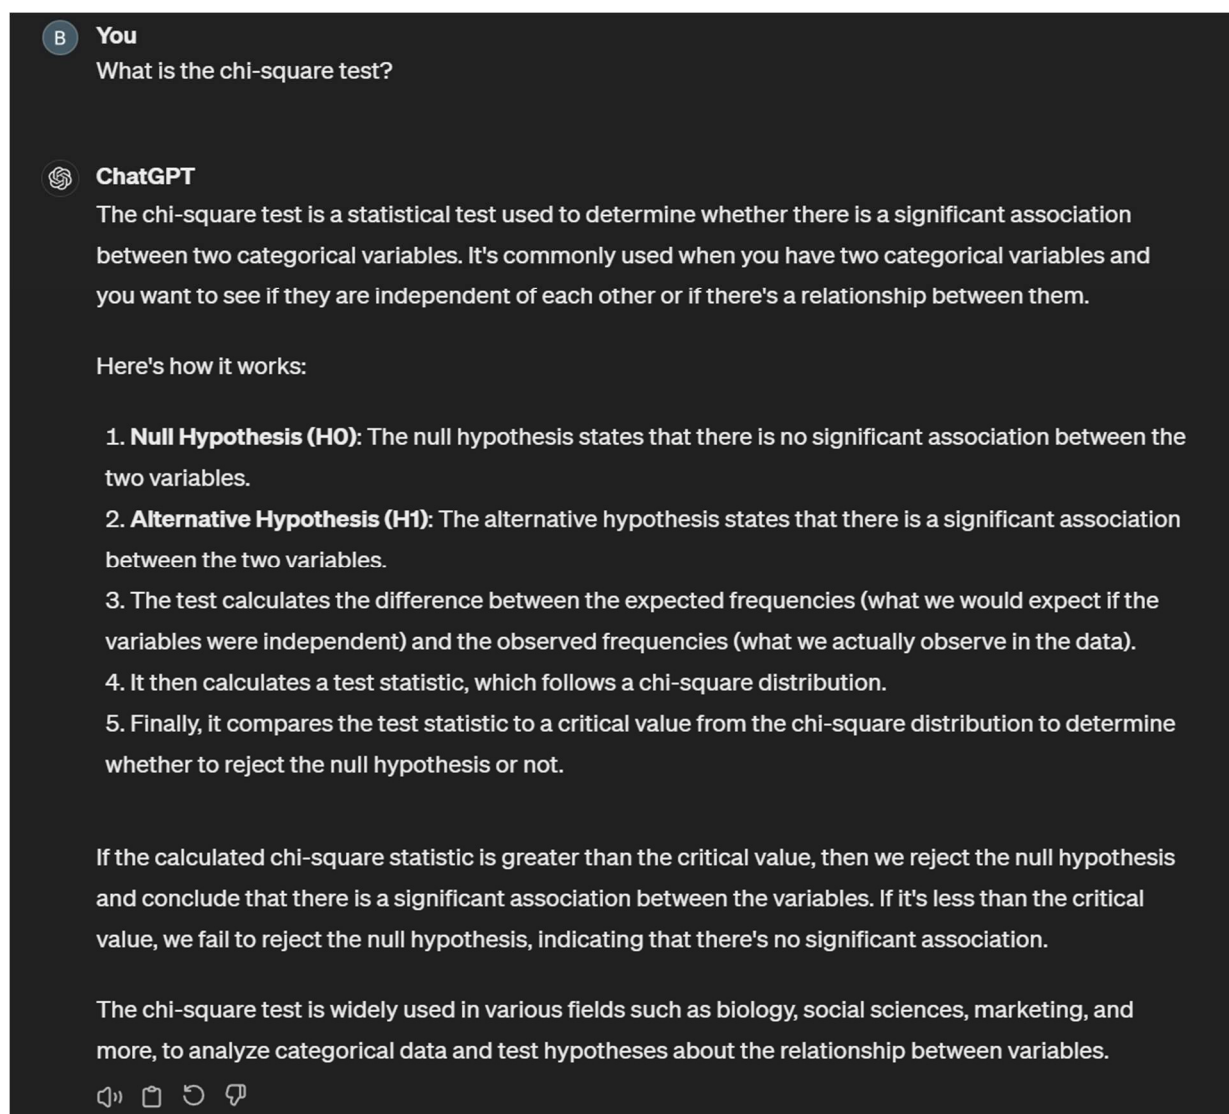 B You
What is the chi-square test?
ChatGPT
The chi-square test is a statistical test used to determine whether there is a significant association
between two categorical variables. It's commonly used when you have two categorical variables and
you want to see if they are independent of each other or if there's a relationship between them.
Here's how it works:
1. Null Hypothesis (H0): The null hypothesis states that there is no significant association between the
two variables.
2. Alternative Hypothesis (H1): The alternative hypothesis states that there is a significant association
between the two variables.
3. The test calculates the difference between the expected frequencies (what we would expect if the
variables were independent) and the observed frequencies (what we actually observe in the data).
4. It then calculates a test statistic, which follows a chi-square distribution.
5. Finally, it compares the test statistic to a critical value from the chi-square distribution to determine
whether to reject the null hypothesis or not.
If the calculated chi-square statistic is greater than the critical value, then we reject the null hypothesis
and conclude that there is a significant association between the variables. If it's less than the critical
value, we fail to reject the null hypothesis, indicating that there's no significant association.
The chi-square test is widely used in various fields such as biology, social sciences, marketing, and
more, to analyze categorical data and test hypotheses about the relationship between variables.